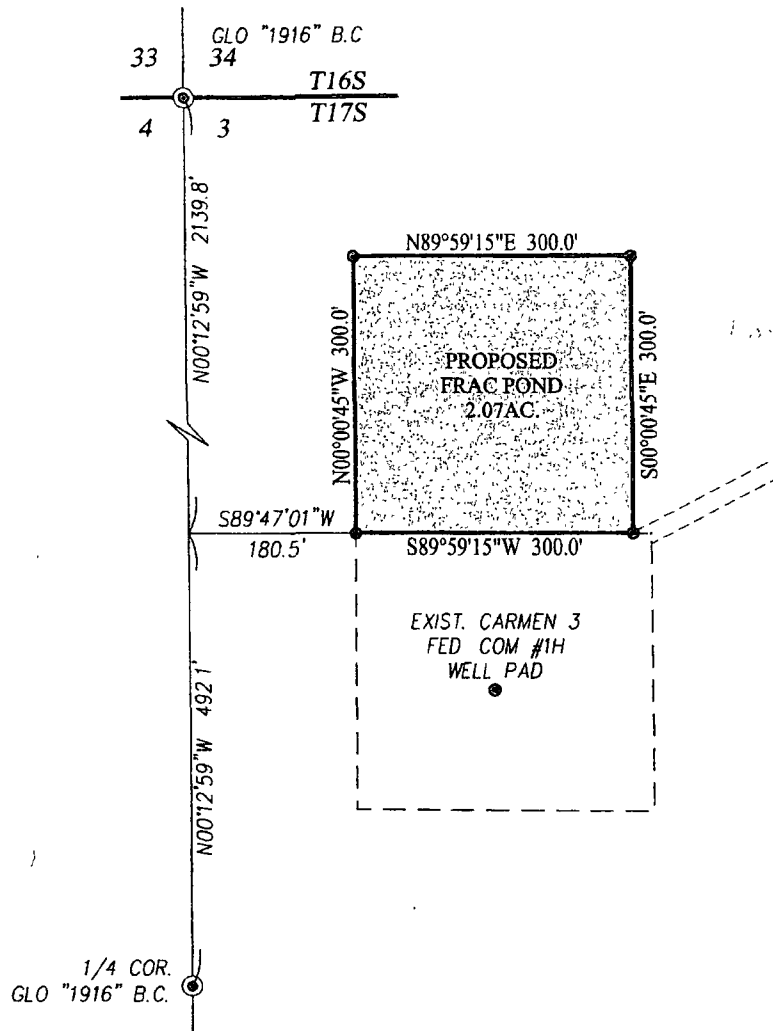 GLO "1916" B.C
33 34
T16S
T17S
4 3
N00°12'59"W 2139.8'
N89°59'15"E 300.0'
N00°00'45"W 300.0'
PROPOSED
FRAC POND
2.07AC.
S00°00'45"E 300.0'
S89°47'01"W
180.5'
S89°59'15"W 300.0'
EXIST. CARMEN 3
FED COM #1H
WELL PAD
N00°12'59"W 492.1'
1/4 COR.
GLO "1916" B.C.